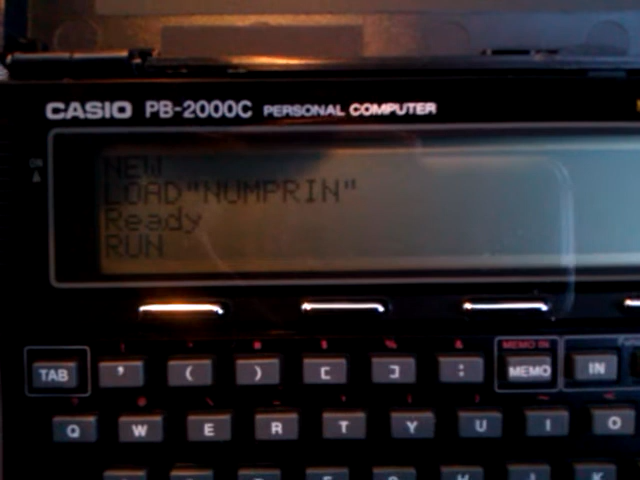 CASIO PB-2000C PERSONAL COMPUTER
NEW
LOAD"NUMPRIN"
Ready
RUN
MEMO IN
TAB , ( ) [ ] : MEMO IN
Q W E R T Y U I O